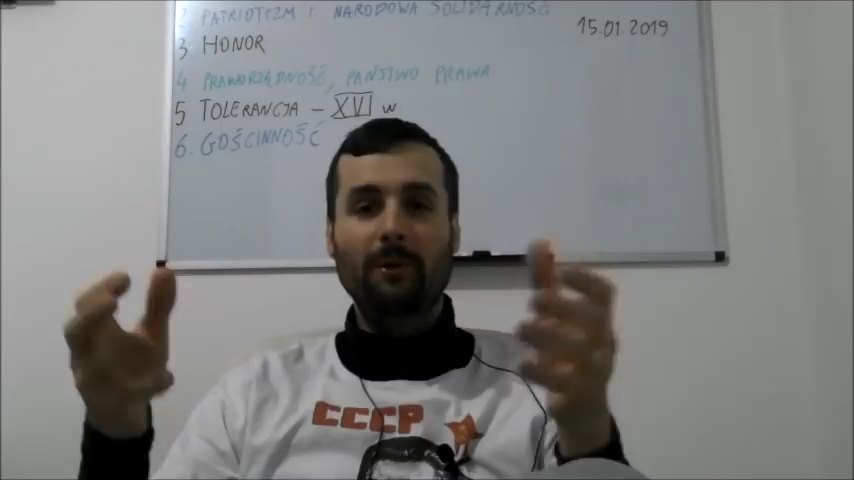 2 PATRIOTYZM I NARODOWA SOLIDARNOŚĆ
15.01.2019
3 HONOR
4 PRAWORZĄDNOŚĆ, PAŃSTWO PRAWA
5 TOLERANCJA – XVI w.
6. GOŚCINNOŚĆ
CCCP